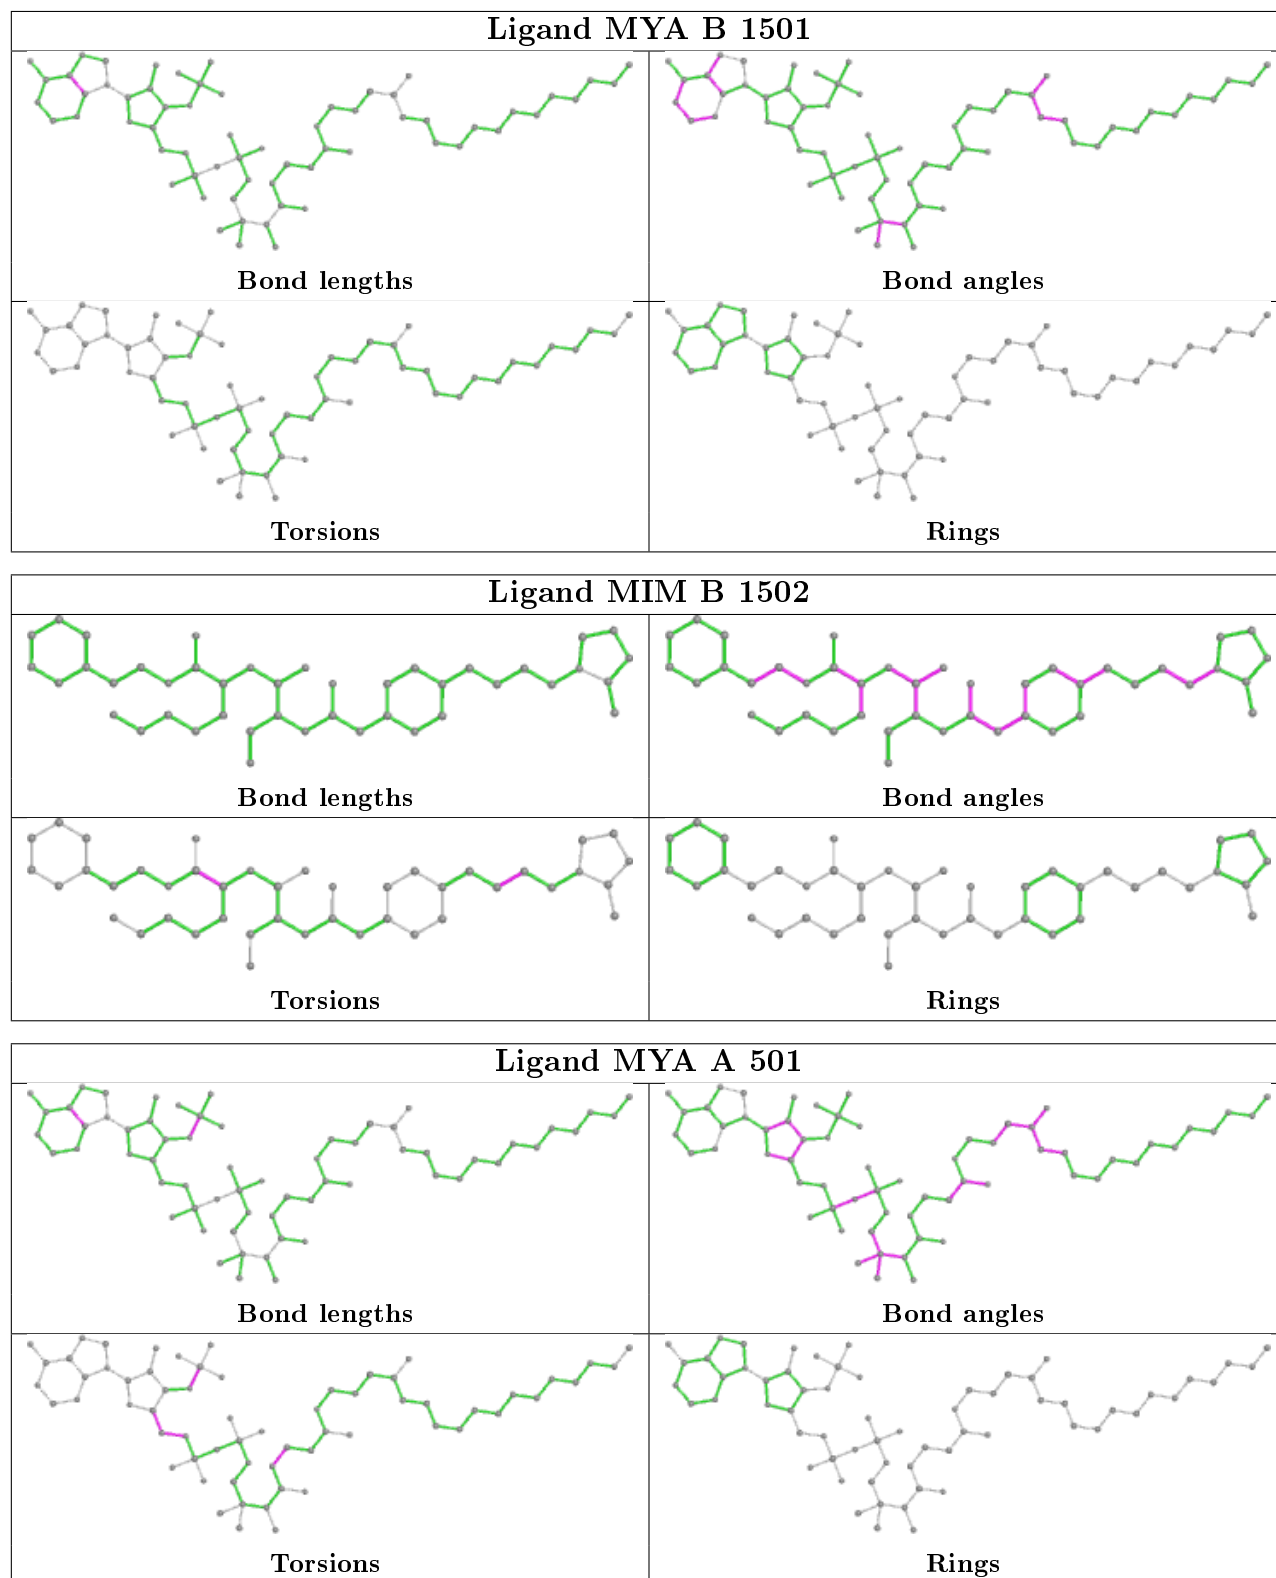 Ligand MYA B 1501
Bond lengths
Bond angles
Torsions
Rings
Ligand MIM B 1502
Bond lengths
Bond angles
Torsions
Rings
Ligand MYA A 501
Bond lengths
Bond angles
Torsions
Rings